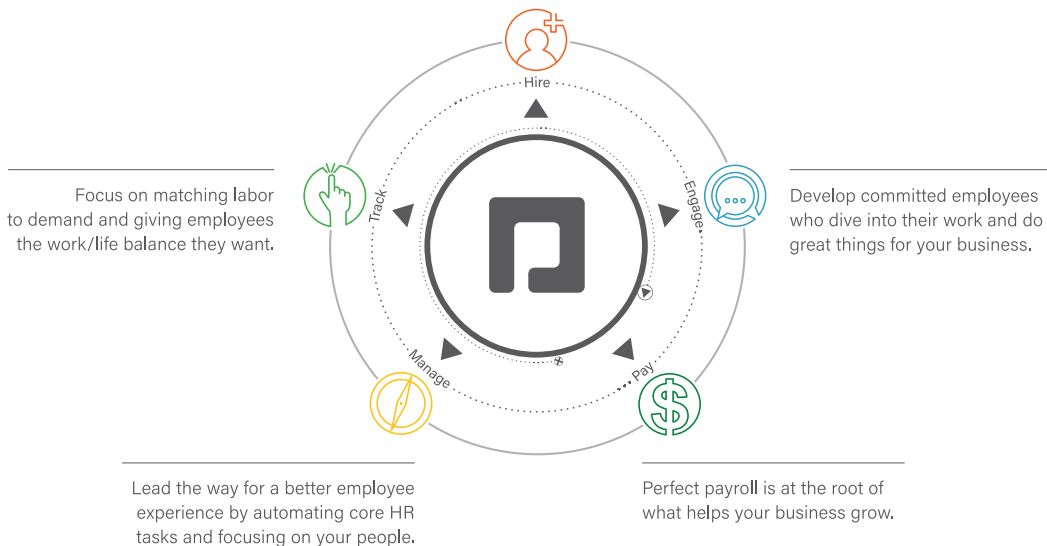 Hire
Track
Engage
Focus on matching labor
to demand and giving employees
the work/life balance they want.
Develop committed employees
who dive into their work and do
great things for your business.
Manage
Pay
$
Lead the way for a better employee
experience by automating core HR
tasks and focusing on your people.
Perfect payroll is at the root of
what helps your business grow.